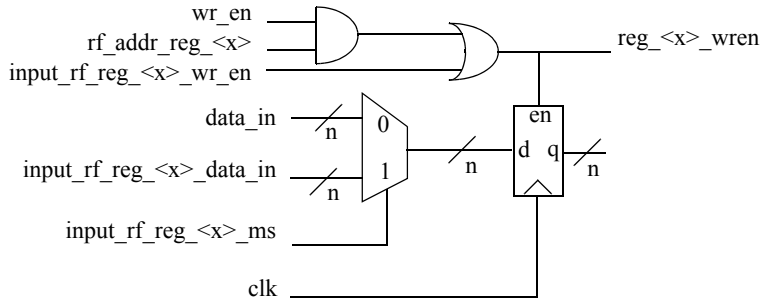 wr_en
rf_addr_reg_<x>
input_rf_reg_<x>_wr_en
reg_<x>_wren
data_in
n
0
input_rf_reg_<x>_data_in
n
1
n
en
d q
n
input_rf_reg_<x>_ms
clk